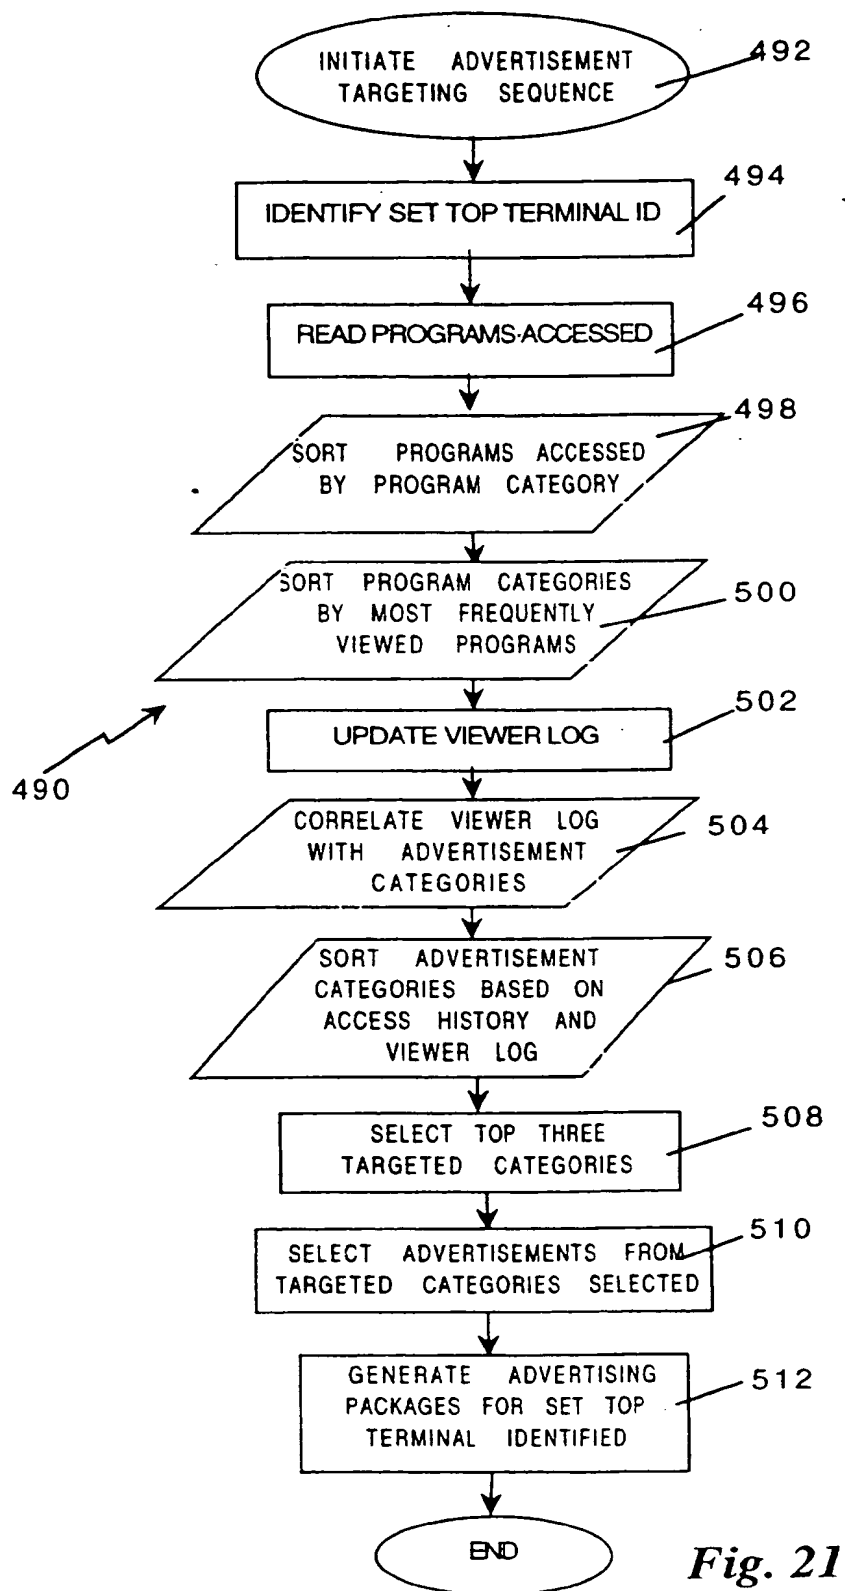 INITIATE ADVERTISEMENT
TARGETING SEQUENCE
492
IDENTIFY SET TOP TERMINAL ID
494
READ PROGRAMS ACCESSED
496
SORT PROGRAMS ACCESSED
BY PROGRAM CATEGORY
498
SORT PROGRAM CATEGORIES
BY MOST FREQUENTLY
VIEWED PROGRAMS
500
UPDATE VIEWER LOG
502
490
CORRELATE VIEWER LOG
WITH ADVERTISEMENT
CATEGORIES
504
SORT ADVERTISEMENT
CATEGORIES BASED ON
ACCESS HISTORY AND
VIEWER LOG
506
SELECT TOP THREE
TARGETED CATEGORIES
508
SELECT ADVERTISEMENTS FROM
TARGETED CATEGORIES SELECTED
510
GENERATE ADVERTISING
PACKAGES FOR SET TOP
TERMINAL IDENTIFIED
512
END
Fig. 21